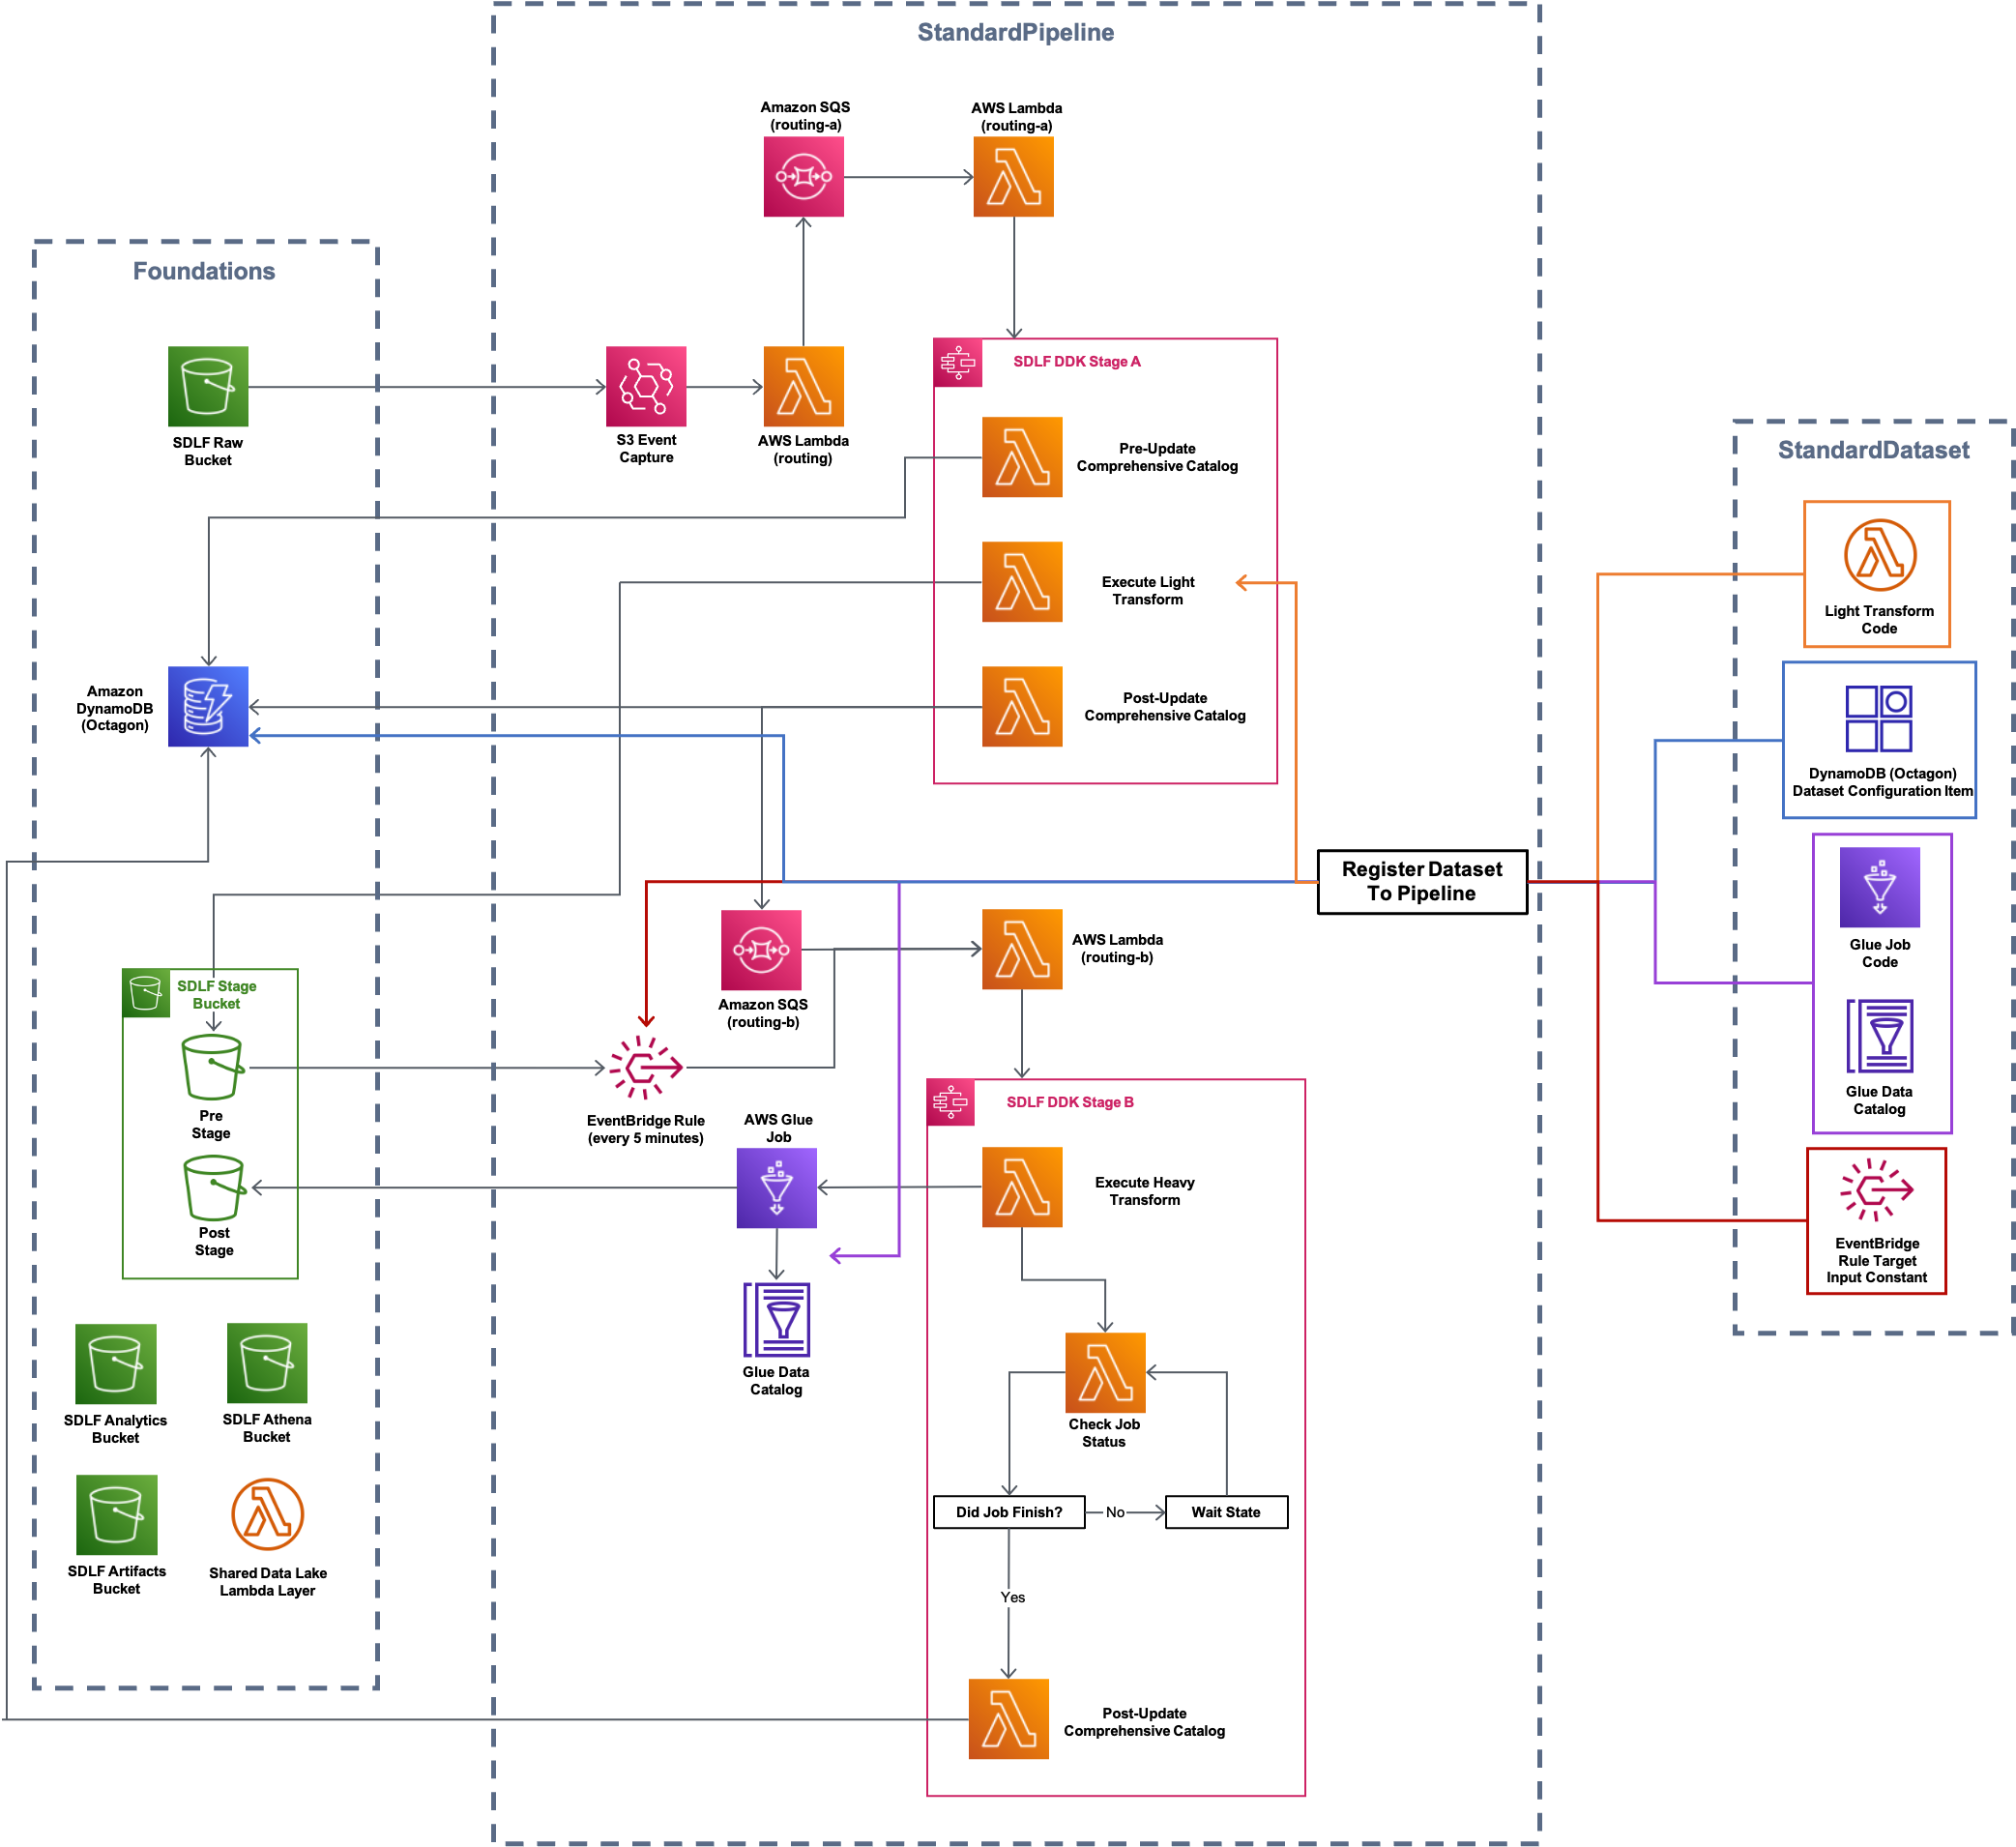 StandardPipeline
Amazon SQS
(routing-a)
AWS Lambda
(routing-a)
Foundations
SDLF Raw
Bucket
S3 Event
Capture
AWS Lambda
(routing)
SDLF DDK Stage A
Pre-Update
Comprehensive Catalog
Execute Light
Transform
Post-Update
Comprehensive Catalog
Amazon
DynamoDB
(Octagon)
StandardDataset
Light Transform
Code
DynamoDB (Octagon)
Dataset Configuration Item
Glue Job
Code
Glue Data
Catalog
EventBridge
Rule Target
Input Constant
Register Dataset
To Pipeline
Amazon SQS
(routing-b)
AWS Lambda
(routing-b)
SDLF Stage
Bucket
Pre
Stage
Post
Stage
EventBridge Rule
(every 5 minutes)
AWS Glue
Job
Glue Data
Catalog
SDLF DDK Stage B
Execute Heavy
Transform
Check Job
Status
Did Job Finish?
No
Wait State
Yes
Post-Update
Comprehensive Catalog
SDLF Analytics
Bucket
SDLF Athena
Bucket
SDLF Artifacts
Bucket
Shared Data Lake
Lambda Layer